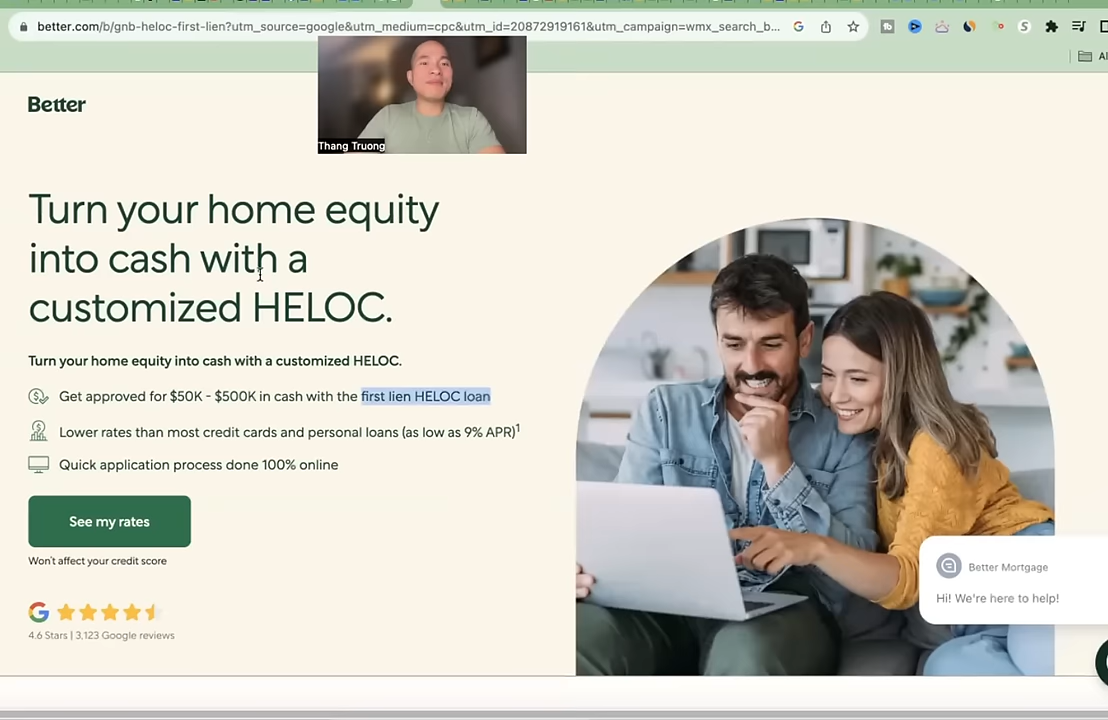 better.com/b/gnb-heloc-first-lien?utm_source=google&utm_medium=cpc&utm_id=20872919161&utm_campaign=wmx_search_b...
Al
Better
Thang Truong
Turn your home equity
into cash with a
customized HELOC.
Turn your home equity into cash with a customized HELOC.
Get approved for $50K - $500K in cash with the first lien HELOC loan
Lower rates than most credit cards and personal loans (as low as 9% APR)1
Quick application process done 100% online
See my rates
Won't affect your credit score
4.6 Stars | 3,123 Google reviews
Better Mortgage
Hi! We're here to help!